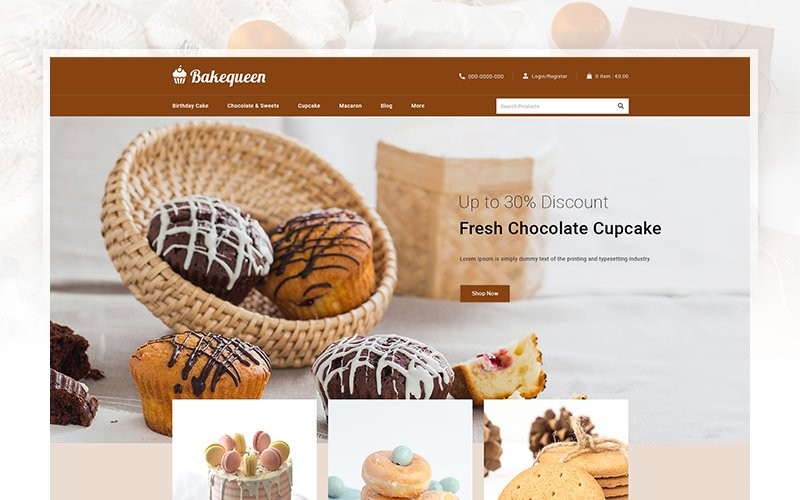 Bakequeen
000-0000-000
Login/Register
0 item : €0.00
Birthday Cake
Chocolate & Sweets
Cupcake
Macaron
Blog
More
Search Products
Up to 30% Discount
Fresh Chocolate Cupcake
Lorem Ipsum is simply dummy text of the printing and typesetting industry.
Shop Now